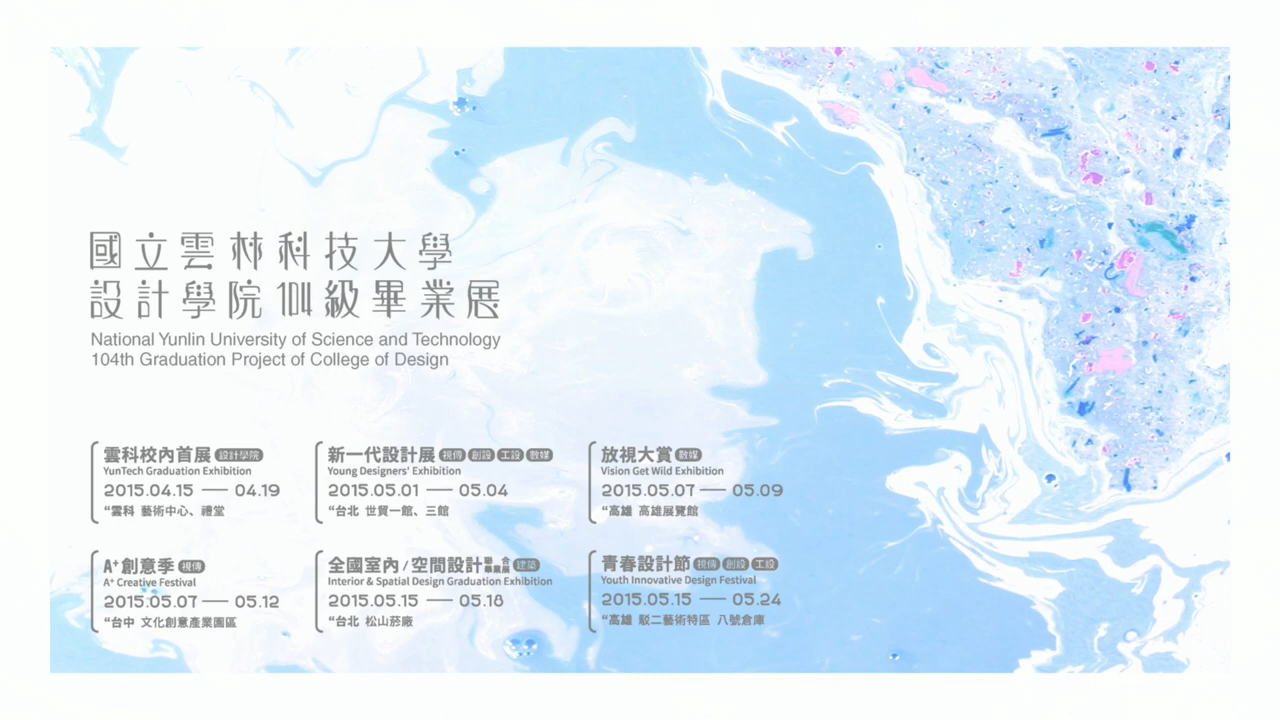 國立雲林科技大學
設計學院104級畢業展
National Yunlin University of Science and Technology
104th Graduation Project of College of Design
雲科校內首展 設計學院
YunTech Graduation Exhibition
2015.04.15 — 04.19
“雲科 藝術中心、禮堂
新一代設計展 視傳 創設 工設 數媒
Young Designers' Exhibition
2015.05.01 — 05.04
“台北 世貿一館、三館
放視大賞 數媒
Vision Get Wild Exhibition
2015.05.07 — 05.09
“高雄 高雄展覽館
A⁺創意季 視傳
A⁺ Creative Festival
2015.05.07 — 05.12
“台中 文化創意產業園區
全國室內/空間設計 建築
Interior & Spatial Design Graduation Exhibition
2015.05.15 — 05.18
“台北 松山菸廠
青春設計節 視傳 創設 工設
Youth Innovative Design Festival
2015.05.15 — 05.24
“高雄 駁二藝術特區 八號倉庫